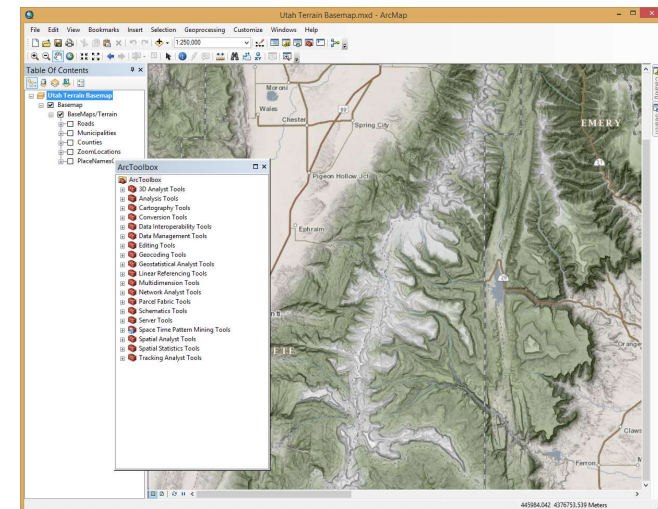 Utah Terrain Basemap.mxd - ArcMap
File Edit View Bookmarks Insert Selection Geoprocessing Customize Windows Help
1:250,000
Table Of Contents
Utah Terrain Basemap
Basemap
BaseMaps/Terrain
Roads
Municipalities
Counties
ZoomLocations
ArcToolbox
ArcToolbox
3D Analyst Tools
Analysis Tools
Cartography Tools
Conversion Tools
Data Interoperability Tools
Data Management Tools
Editing Tools
Geocoding Tools
Geostatistical Analyst Tools
Linear Referencing Tools
Multidimension Tools
Network Analyst Tools
Parcel Fabric Tools
Schematics Tools
Server Tools
Space Time Pattern Mining Tools
Spatial Analyst Tools
Spatial Statistics Tools
Tracking Analyst Tools
Moroni
Wales
Chester
Spring City
EMERY
Pigeon Hollow Jct
Ephraim
Ferron
445984.042 4376753.539 Meters